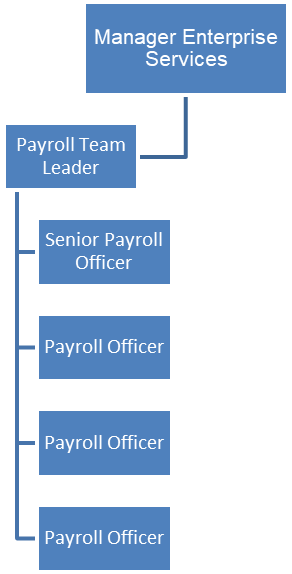 Manager Enterprise
Services
Payroll Team
Leader
Senior Payroll
Officer
Payroll Officer
Payroll Officer
Payroll Officer